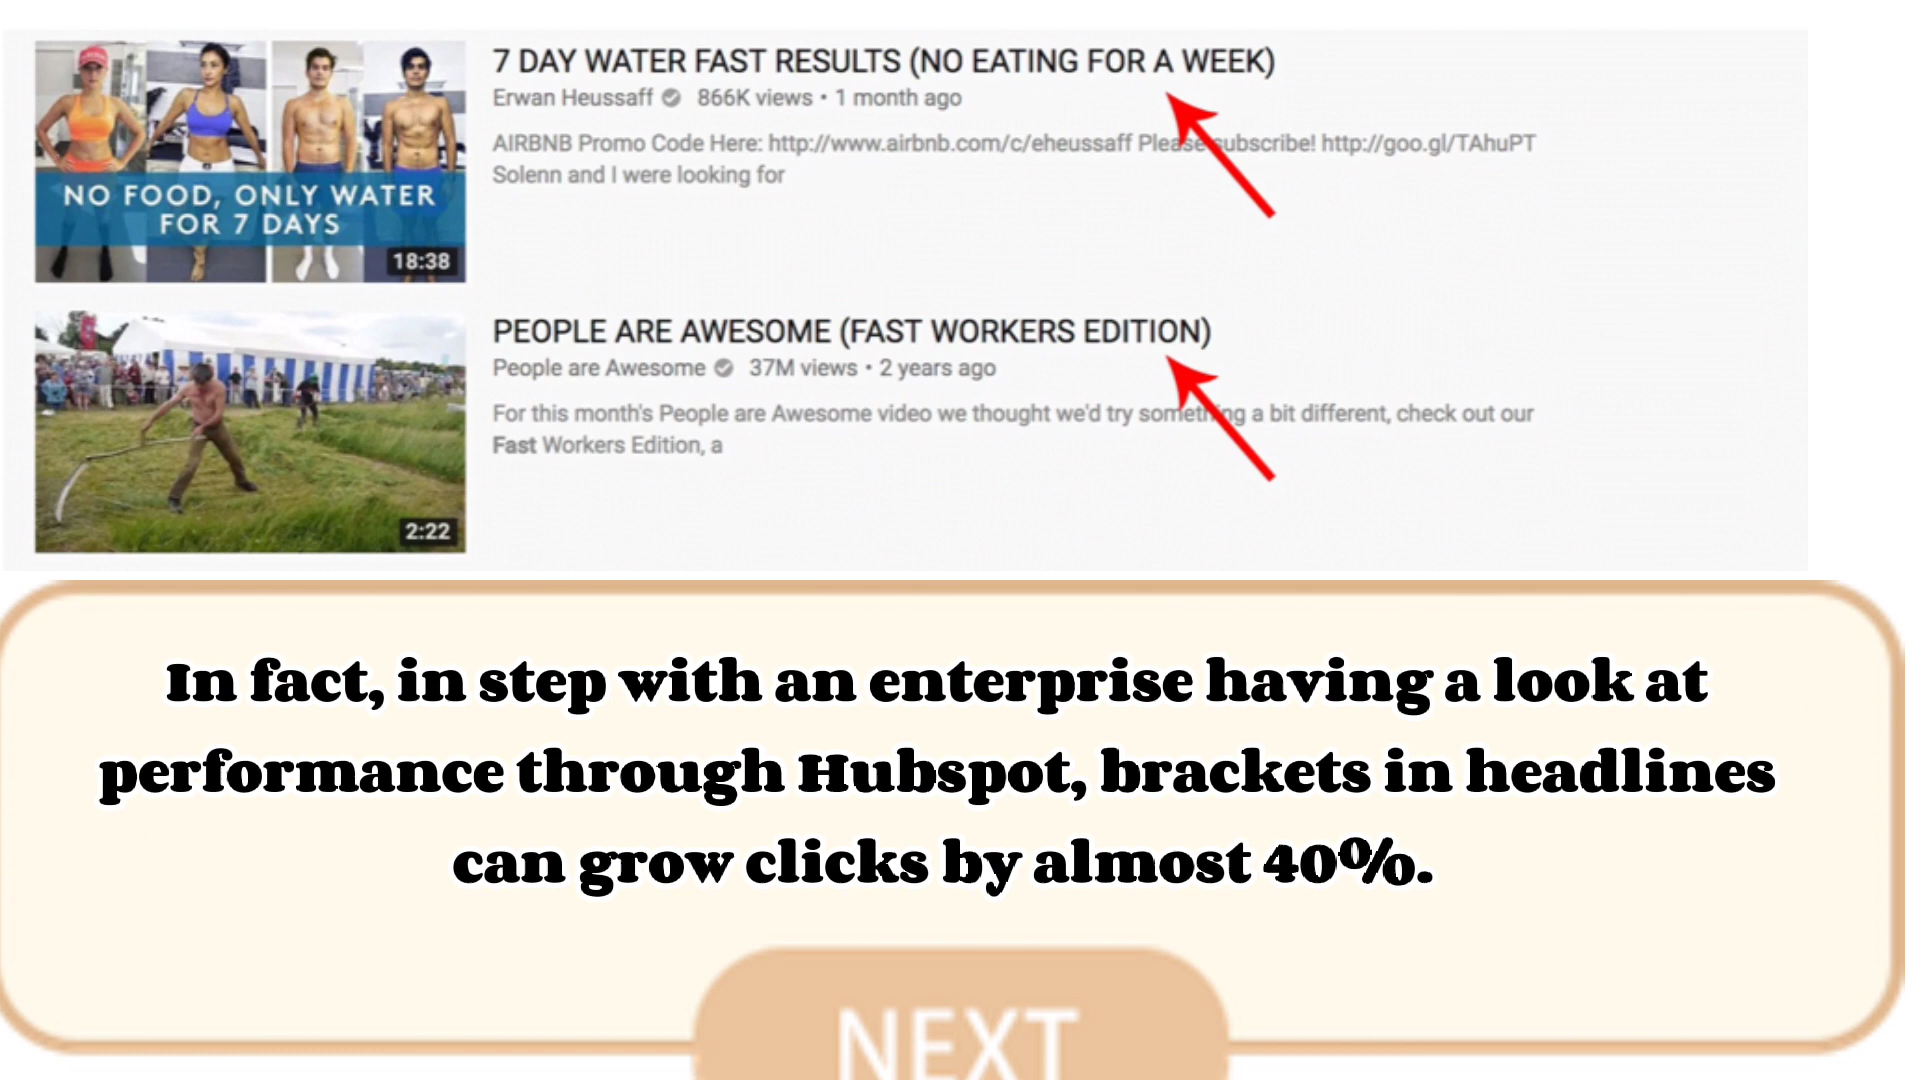 7 DAY WATER FAST RESULTS (NO EATING FOR A WEEK)
Erwan Heussaff 866K views • 1 month ago
AIRBNB Promo Code Here: http://www.airbnb.com/c/eheussaff Please subscribe! http://goo.gl/TAhuPT
Solenn and I were looking for
NO FOOD, ONLY WATER
FOR 7 DAYS
18:38
PEOPLE ARE AWESOME (FAST WORKERS EDITION)
People are Awesome 37M views • 2 years ago
For this month's People are Awesome video we thought we'd try something a bit different, check out our
Fast Workers Edition, a
2:22
In fact, in step with an enterprise having a look at
performance through Hubspot, brackets in headlines
can grow clicks by almost 40%.
NEXT